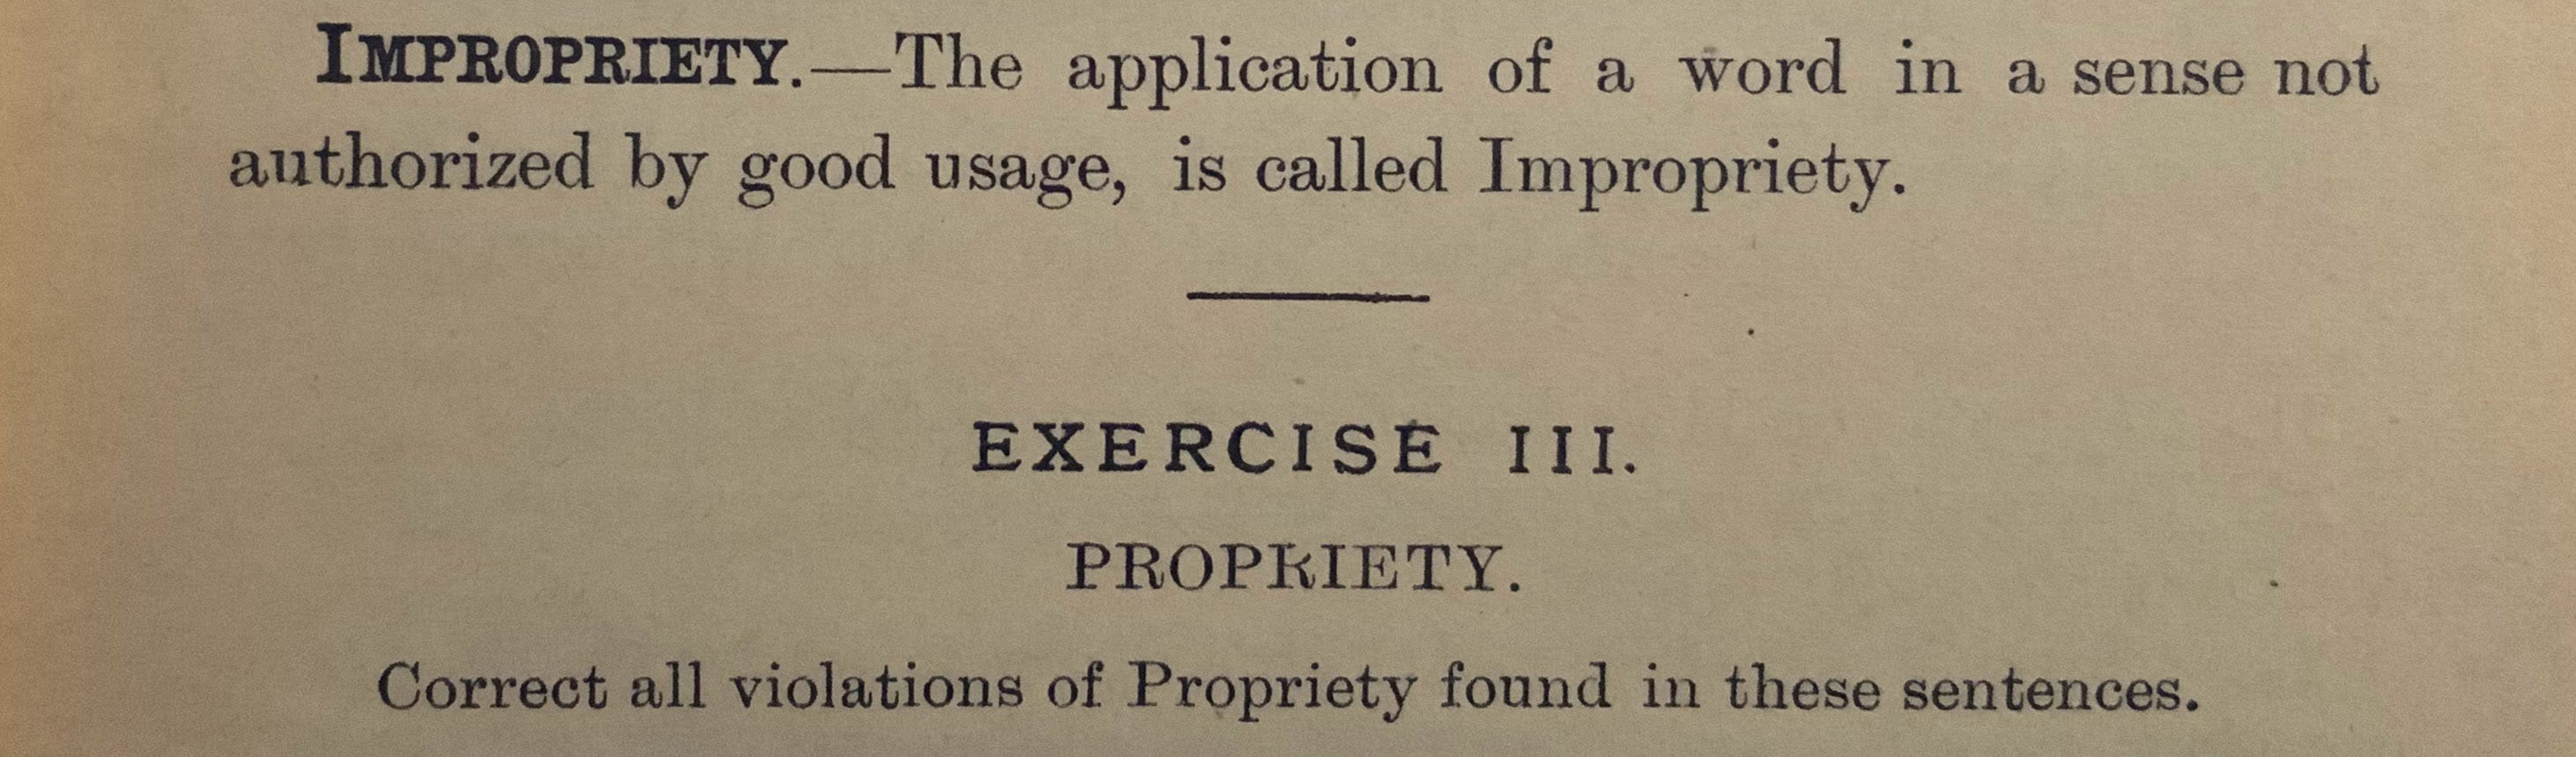 IMPROPRIETY.—The application of a word in a sense not
authorized by good usage, is called Impropriety.
EXERCISE III.
PROPRIETY.
Correct all violations of Propriety found in these sentences.